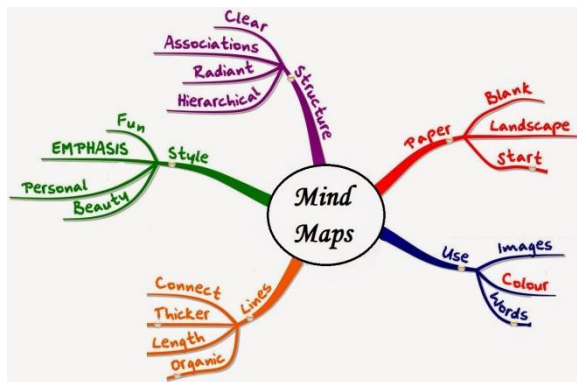 Mind
Maps
Structure
Clear
Associations
Radiant
Hierarchical
Paper
Blank
Landscape
Start
Use
Images
Colour
Words
Lines
Connect
Thicker
Length
Organic
Style
Fun
EMPHASIS
Personal
Beauty